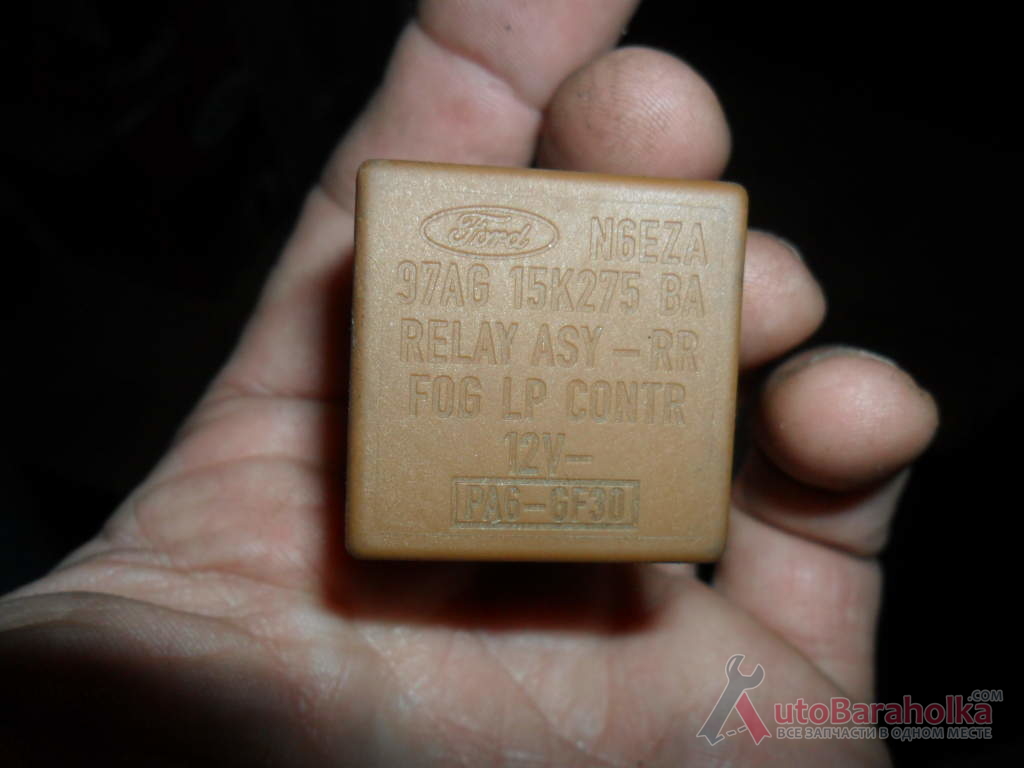 Ford N6EZA
97AG 15K275 BA
RELAY ASY – RR
FOG LP CONTR
12V–
PA6-GF30
AutoBaraholka.com
ВСЕ ЗАПЧАСТИ В ОДНОМ МЕСТЕ